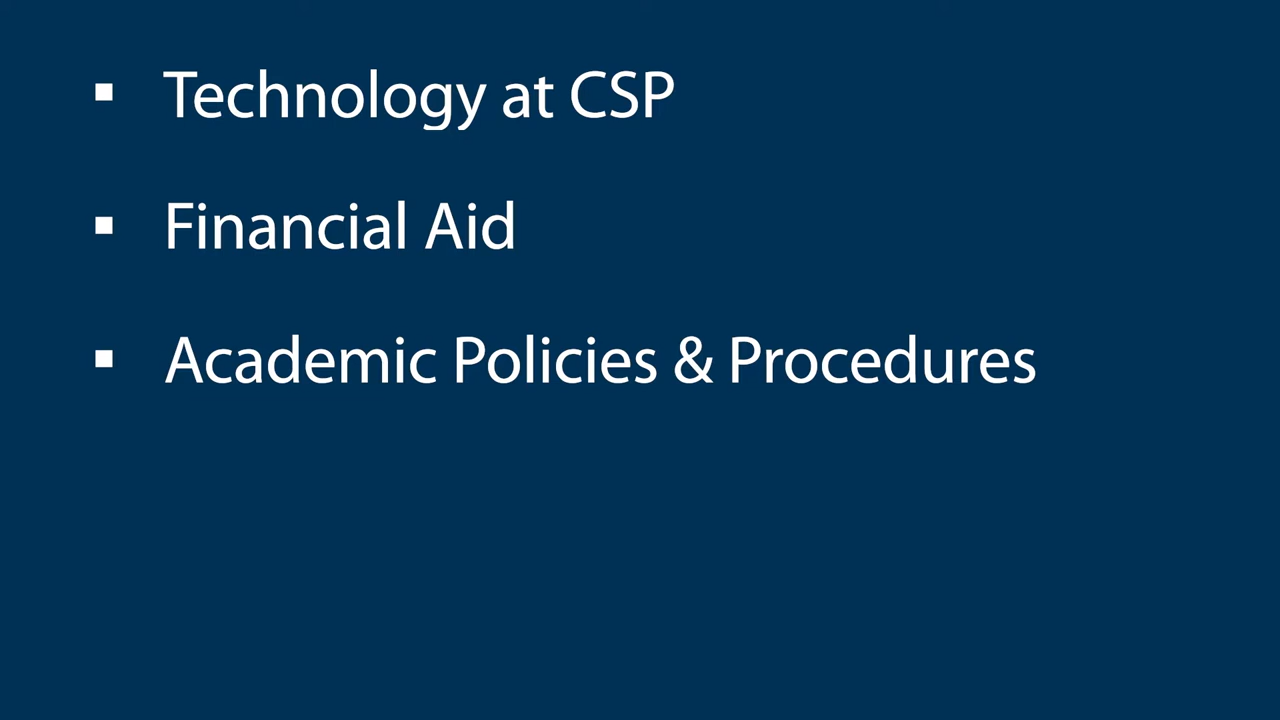 ▪ Technology at CSP
▪ Financial Aid
▪ Academic Policies & Procedures